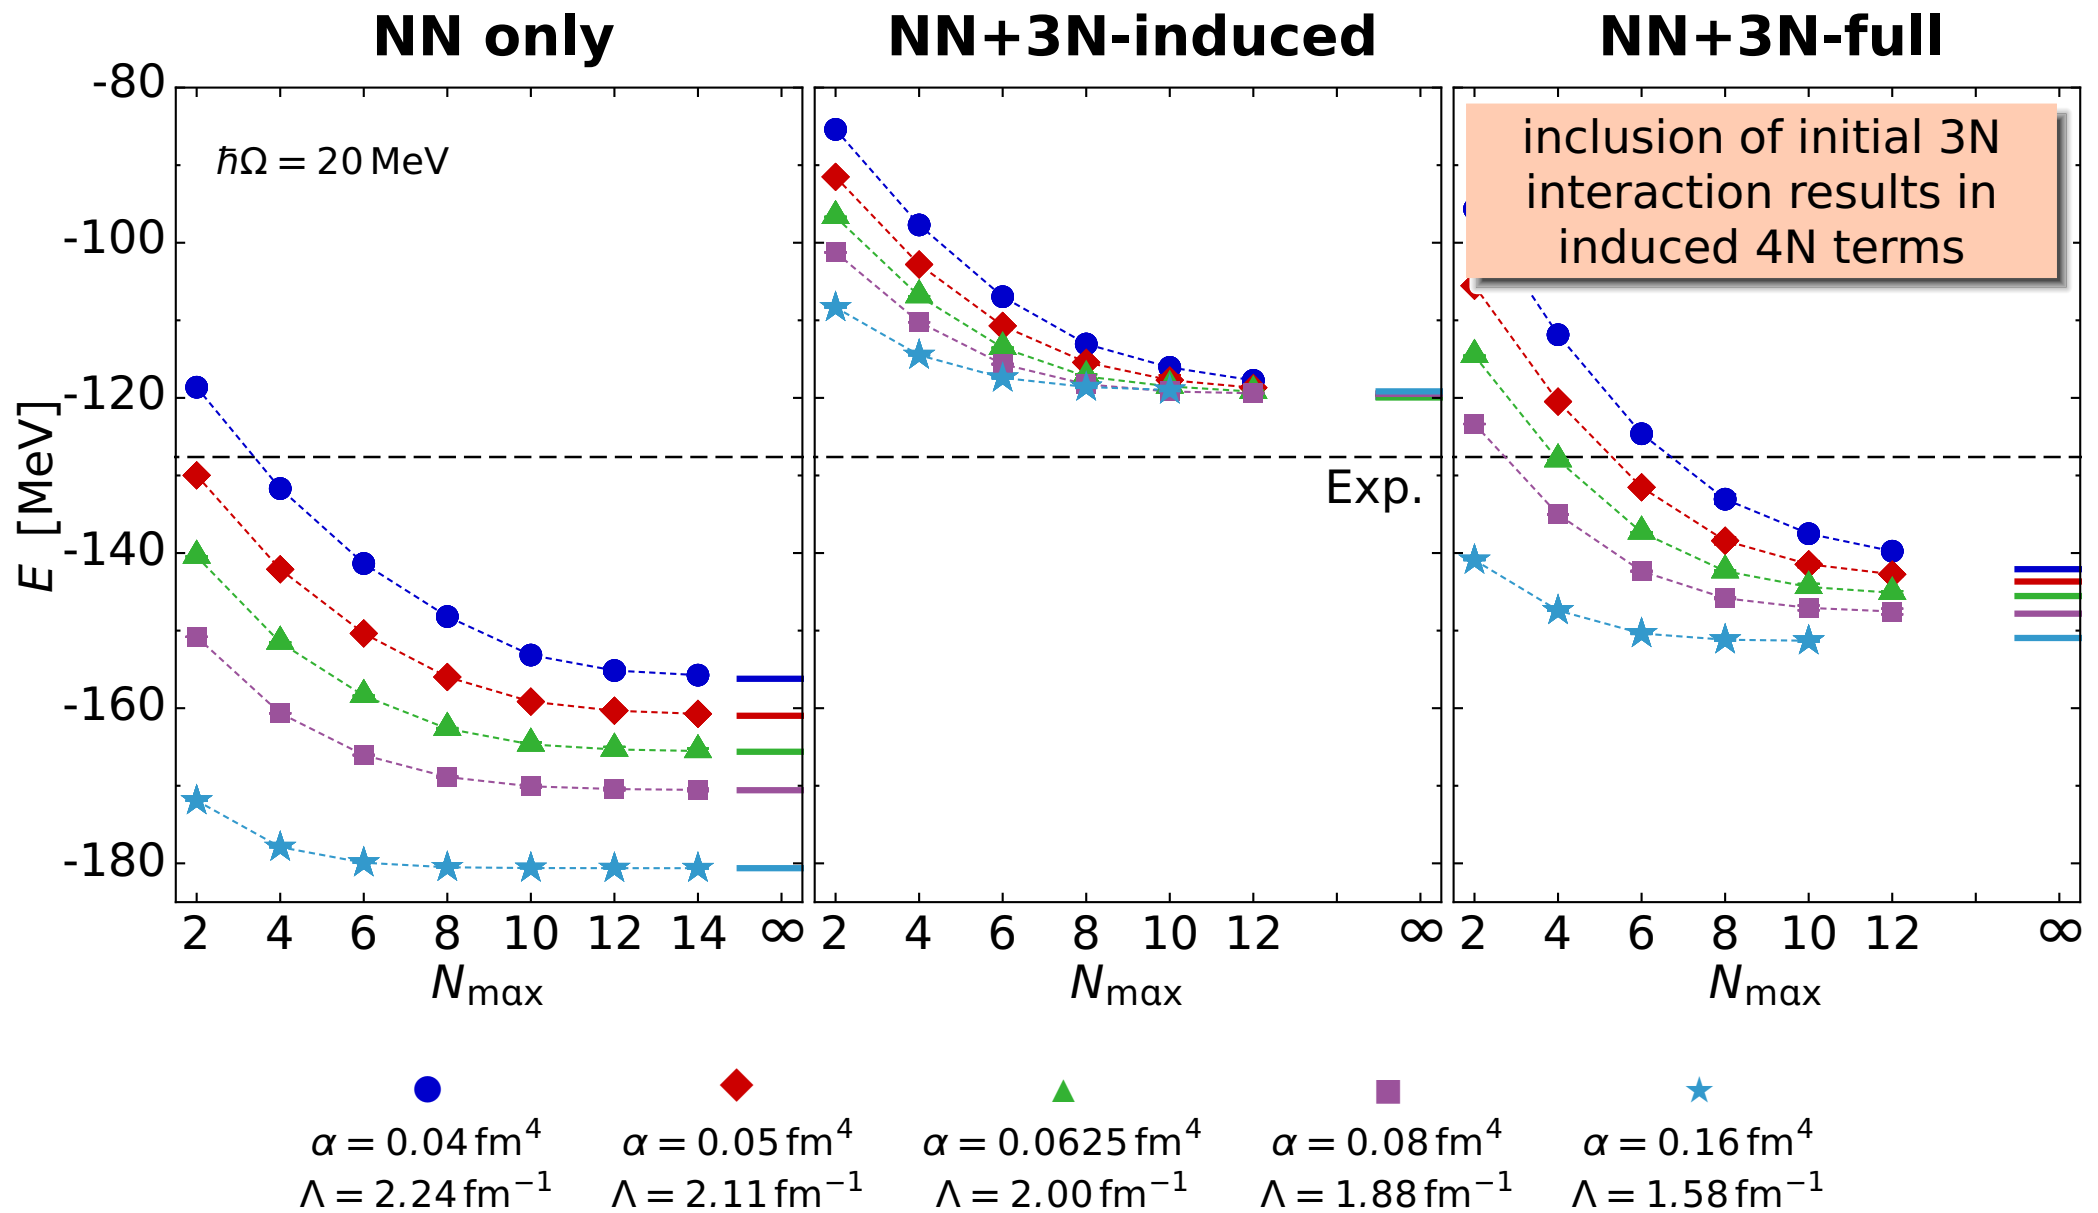 NN only
NN+3N-induced
NN+3N-full
-80
-100
-120
-140
-160
-180
E [MeV]
ℏΩ = 20 MeV
Exp.
inclusion of initial 3N
interaction results in
induced 4N terms
2 4 6 8 10 12 14 ∞
2 4 6 8 10 12 ∞
2 4 6 8 10 12 ∞
N_max
N_max
N_max
α = 0.04 fm⁴
Λ = 2.24 fm⁻¹
α = 0.05 fm⁴
Λ = 2.11 fm⁻¹
α = 0.0625 fm⁴
Λ = 2.00 fm⁻¹
α = 0.08 fm⁴
Λ = 1.88 fm⁻¹
α = 0.16 fm⁴
Λ = 1.58 fm⁻¹